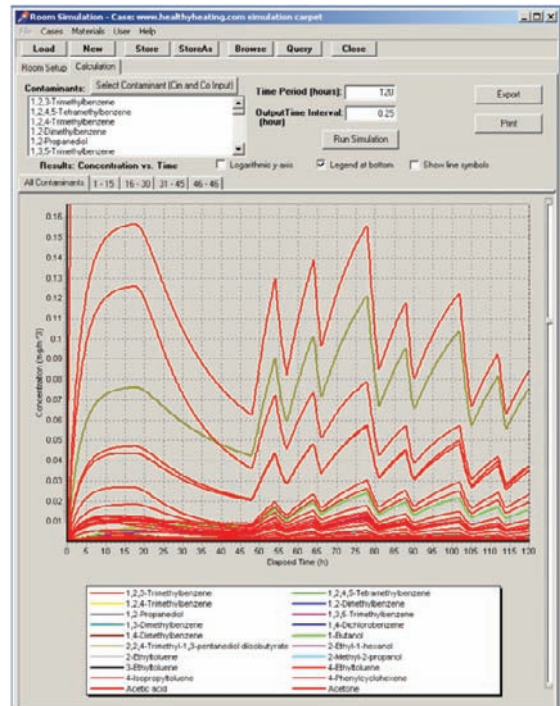 Room Simulation - Case: www.healthyheating.com simulation carpet
File Cases Materials User Help
Load New Store StoreAs Browse Query Close
Room Setup Calculation
Contaminants: Select Contaminant (Cin and Co Input)
1,2,3-Trimethylbenzene
1,2,4,5-Tetramethylbenzene
1,2,4-Trimethylbenzene
1,2-Dimethylbenzene
1,2-Propanediol
1,3,5-Trimethylbenzene
Time Period (hours): 120
OutputTime Interval. (hour) 0.25
Run Simulation
Export
Print
Results: Concentration vs. Time Logarithmic y-axis Legend at bottom Show line symbols
All Contaminants 1 - 15 16 - 30 31 - 45 46 - 46
Concentration (mg/m^3)
0.16
0.15
0.14
0.13
0.12
0.11
0.1
0.09
0.08
0.07
0.06
0.05
0.04
0.03
0.02
0.01
0 5 10 15 20 25 30 35 40 45 50 55 60 65 70 75 80 85 90 95 100 105 110 115 120
Elapsed Time (h)
1,2,3-Trimethylbenzene 1,2,4,5-Tetramethylbenzene
1,2,4-Trimethylbenzene 1,2-Dimethylbenzene
1,2-Propanediol 1,3,5-Trimethylbenzene
1,3-Dimethylbenzene 1,4-Dichlorobenzene
1,4-Dimethylbenzene 1-Butanol
2,2,4-Trimethyl-1,3-pentanediol diisobutyrate 2-Ethyl-1-hexanol
2-Ethyltoluene 2-Methyl-2-propanol
3-Ethyltoluene 4-Ethyltoluene
4-Isopropyltoluene 4-Phenylcyclohexene
Acetic acid Acetone